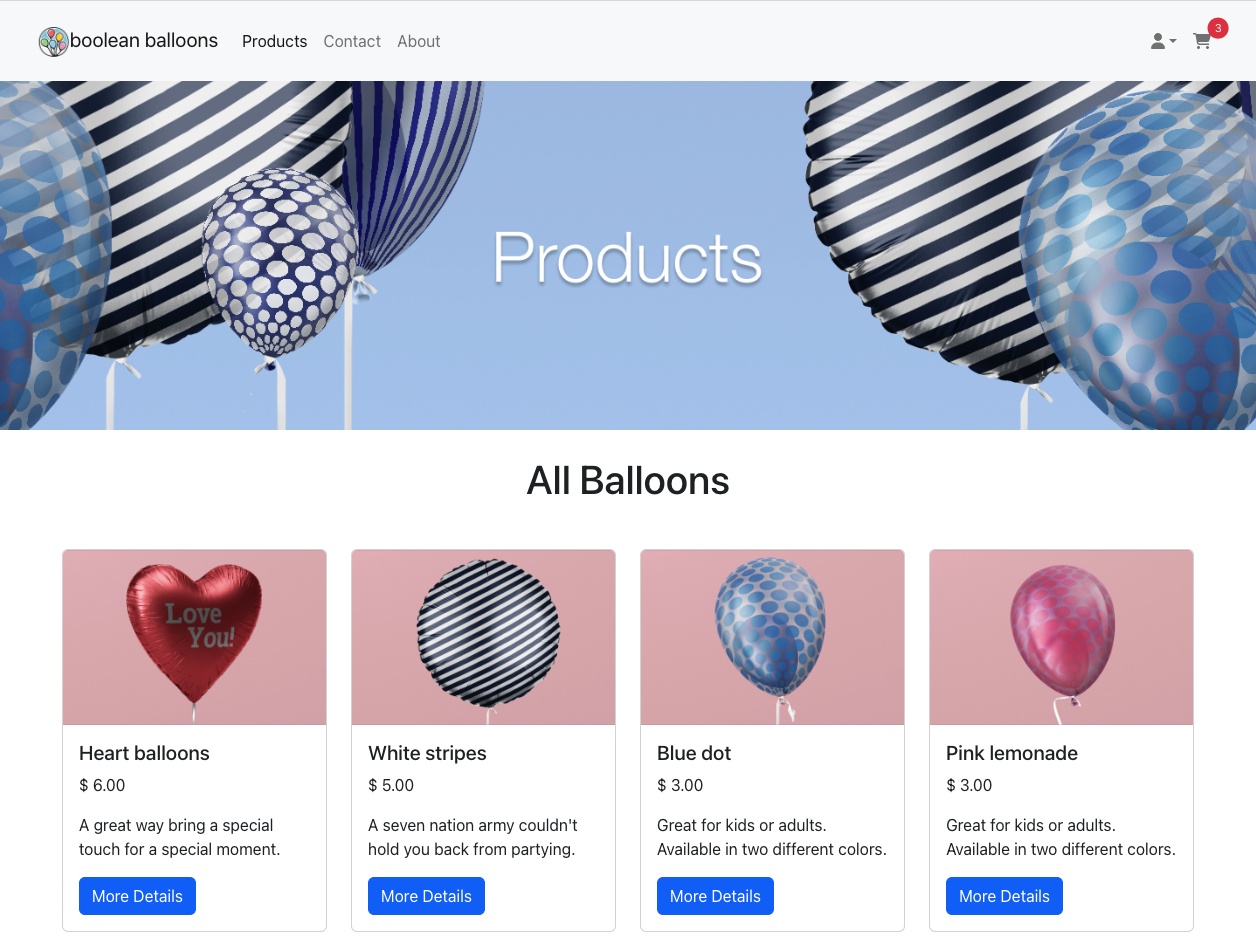 boolean balloons Products Contact About 3
Products
All Balloons
Love
You!
Heart balloons
$ 6.00
A great way bring a special
touch for a special moment.
More Details
White stripes
$ 5.00
A seven nation army couldn't
hold you back from partying.
More Details
Blue dot
$ 3.00
Great for kids or adults.
Available in two different colors.
More Details
Pink lemonade
$ 3.00
Great for kids or adults.
Available in two different colors.
More Details